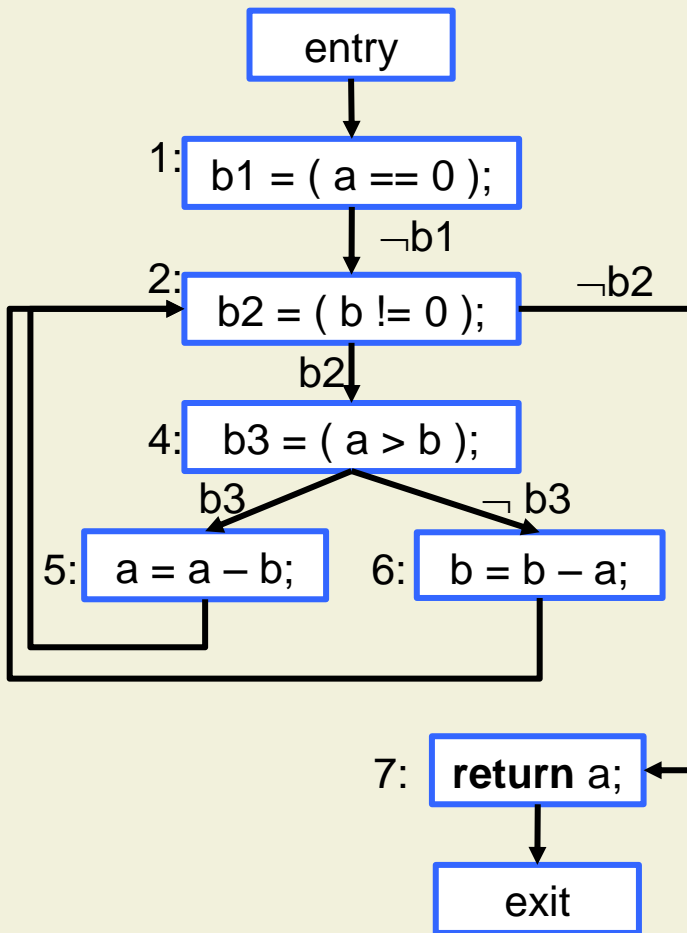 entry
1:
b1 = ( a == 0 );
¬b1
2:
b2 = ( b != 0 );
¬b2
b2
4:
b3 = ( a > b );
b3
¬ b3
5:
a = a – b;
6:
b = b – a;
7:
return a;
exit